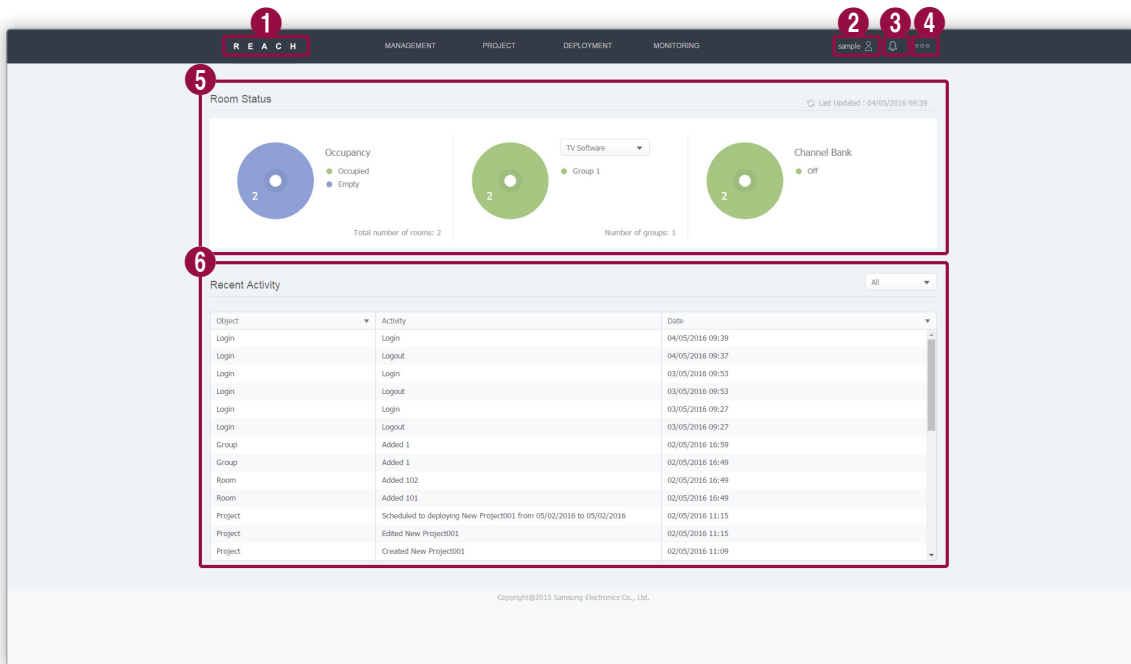 1 2 3 4
R E A C H MANAGEMENT PROJECT DEPLOYMENT MONITORING sample
5
Room Status Last Updated : 04/05/2016 09:39
Occupancy
Occupied
Empty
2
Total number of rooms: 2
TV Software
Group 1
2
Number of groups: 1
Channel Bank
Off
2
6
Recent Activity All
Object Activity Date
Login Login 04/05/2016 09:39
Login Logout 04/05/2016 09:37
Login Login 03/05/2016 09:53
Login Logout 03/05/2016 09:53
Login Login 03/05/2016 09:27
Login Logout 03/05/2016 09:27
Group Added 1 02/05/2016 16:59
Group Added 1 02/05/2016 16:49
Room Added 102 02/05/2016 16:49
Room Added 101 02/05/2016 16:49
Project Scheduled to deploying New Project001 from 05/02/2016 to 05/02/2016 02/05/2016 11:15
Project Edited New Project001 02/05/2016 11:15
Project Created New Project001 02/05/2016 11:09
Copyright@2015 Samsung Electronics Co., Ltd.